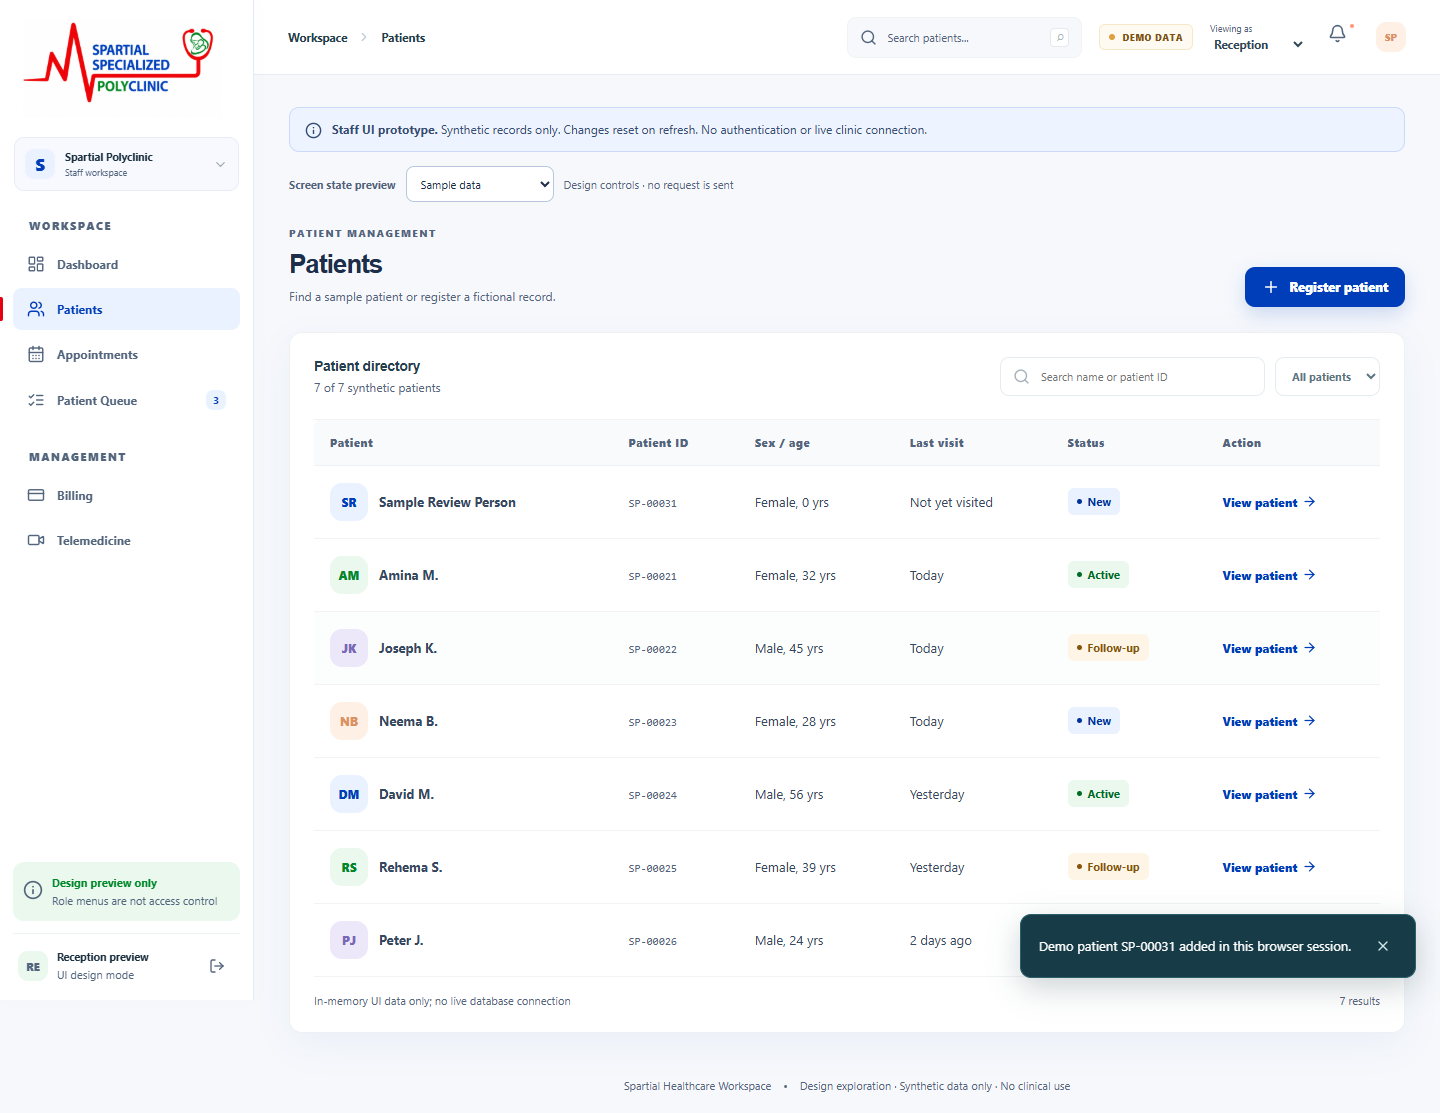 SPARTIAL
SPECIALIZED
POLYCLINIC
S
Spartial Polyclinic
Staff workspace
WORKSPACE
Dashboard
Patients
Appointments
Patient Queue 3
MANAGEMENT
Billing
Telemedicine
Design preview only
Role menus are not access control
RE
Reception preview
UI design mode
Workspace > Patients
Search patients...
DEMO DATA
Viewing as
Reception
SP
Staff UI prototype. Synthetic records only. Changes reset on refresh. No authentication or live clinic connection.
Screen state preview Sample data Design controls · no request is sent
PATIENT MANAGEMENT
Patients
Find a sample patient or register a fictional record.
+ Register patient
Patient directory
7 of 7 synthetic patients
Search name or patient ID
All patients
Patient Patient ID Sex / age Last visit Status Action
SR Sample Review Person SP-00031 Female, 0 yrs Not yet visited • New View patient →
AM Amina M. SP-00021 Female, 32 yrs Today • Active View patient →
JK Joseph K. SP-00022 Male, 45 yrs Today • Follow-up View patient →
NB Neema B. SP-00023 Female, 28 yrs Today • New View patient →
DM David M. SP-00024 Male, 56 yrs Yesterday • Active View patient →
RS Rehema S. SP-00025 Female, 39 yrs Yesterday • Follow-up View patient →
PJ Peter J. SP-00026 Male, 24 yrs 2 days ago
Demo patient SP-00031 added in this browser session. ×
In-memory UI data only; no live database connection 7 results
Spartial Healthcare Workspace • Design exploration · Synthetic data only · No clinical use